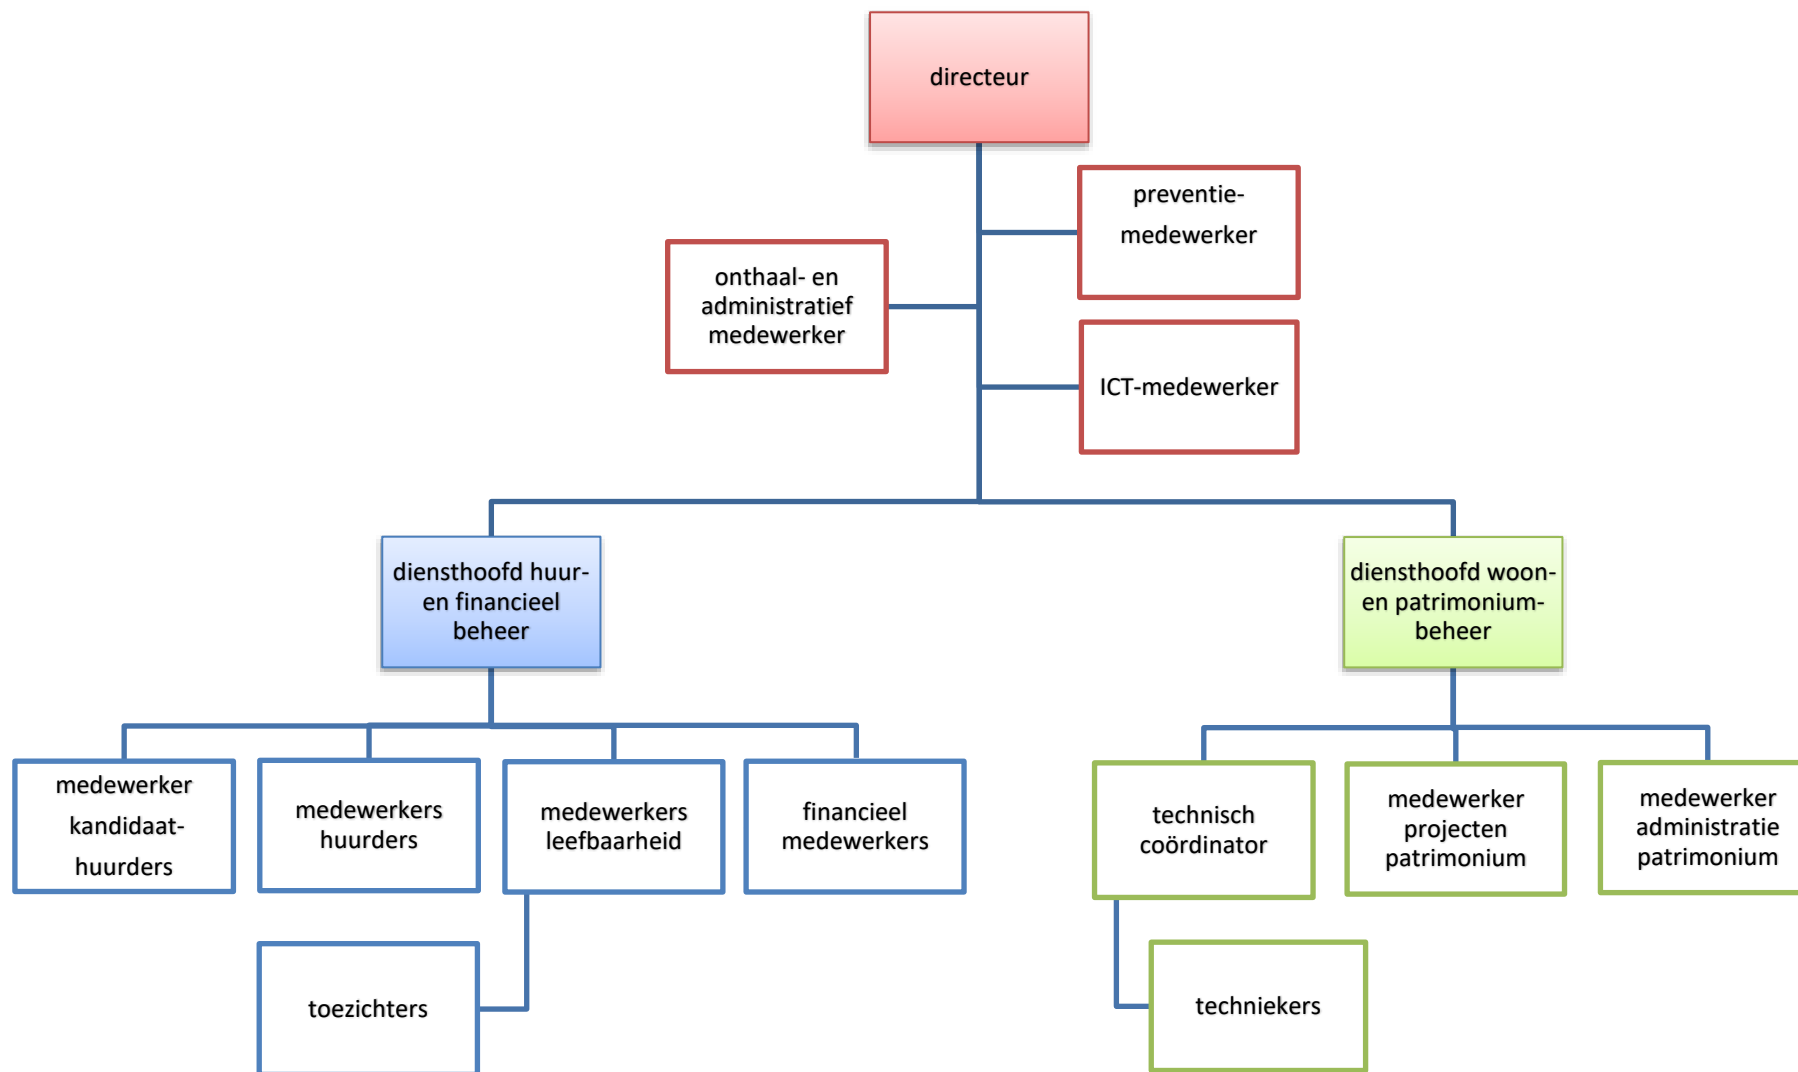 directeur
preventie-
medewerker
onthaal- en
administratief
medewerker
ICT-medewerker
diensthoofd huur-
en financieel
beheer
diensthoofd woon-
en patrimonium-
beheer
medewerker
kandidaat-
huurders
medewerkers
huurders
medewerkers
leefbaarheid
financieel
medewerkers
technisch
coördinator
medewerker
projecten
patrimonium
medewerker
administratie
patrimonium
toezichters
techniekers